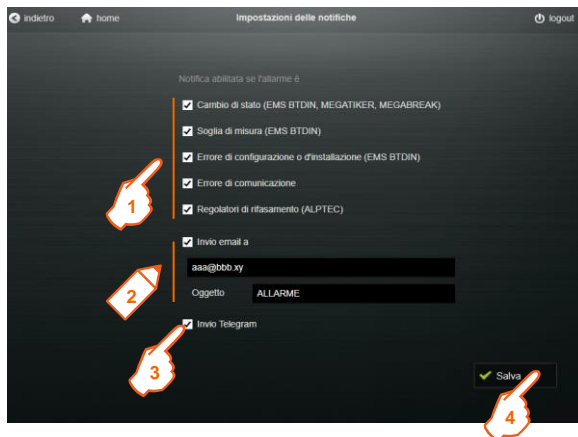 indietro home Impostazioni delle notifiche logout
Notifica abilitata se l'allarme è
Cambio di stato (EMS BTDIN, MEGATIKER, MEGABREAK)
Soglia di misura (EMS BTDIN)
Errore di configurazione o d'installazione (EMS BTDIN)
Errore di comunicazione
1
Regolatori di rifasamento (ALPTEC)
Invio email a
aaa@bbb.xy
2
Oggetto ALLARME
Invio Telegram
3
Salva
4